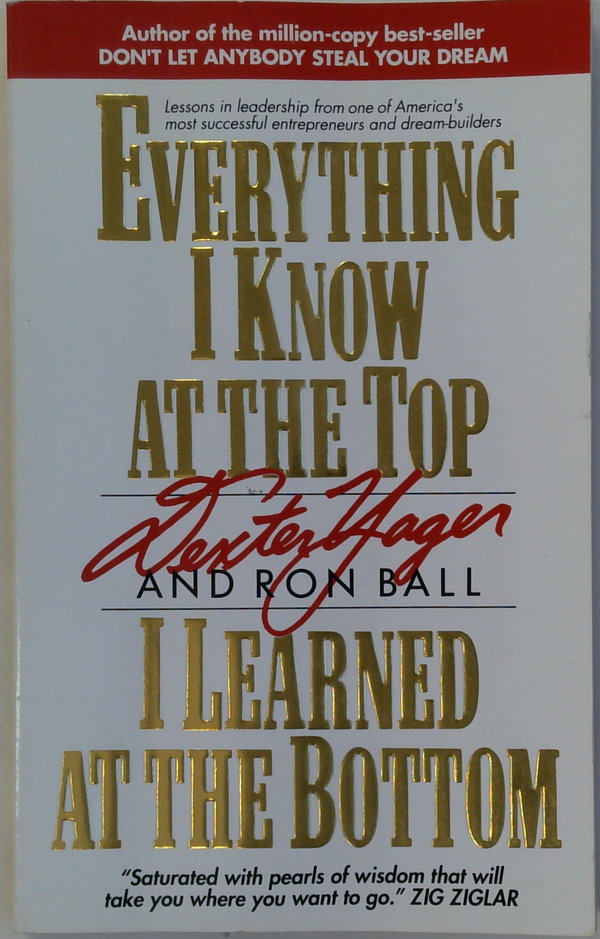 Author of the million-copy best-seller
DON'T LET ANYBODY STEAL YOUR DREAM
Lessons in leadership from one of America's
most successful entrepreneurs and dream-builders
EVERYTHING
I KNOW
AT THE TOP
Dexter Yager
AND RON BALL
I LEARNED
AT THE BOTTOM
"Saturated with pearls of wisdom that will
take you where you want to go." ZIG ZIGLAR